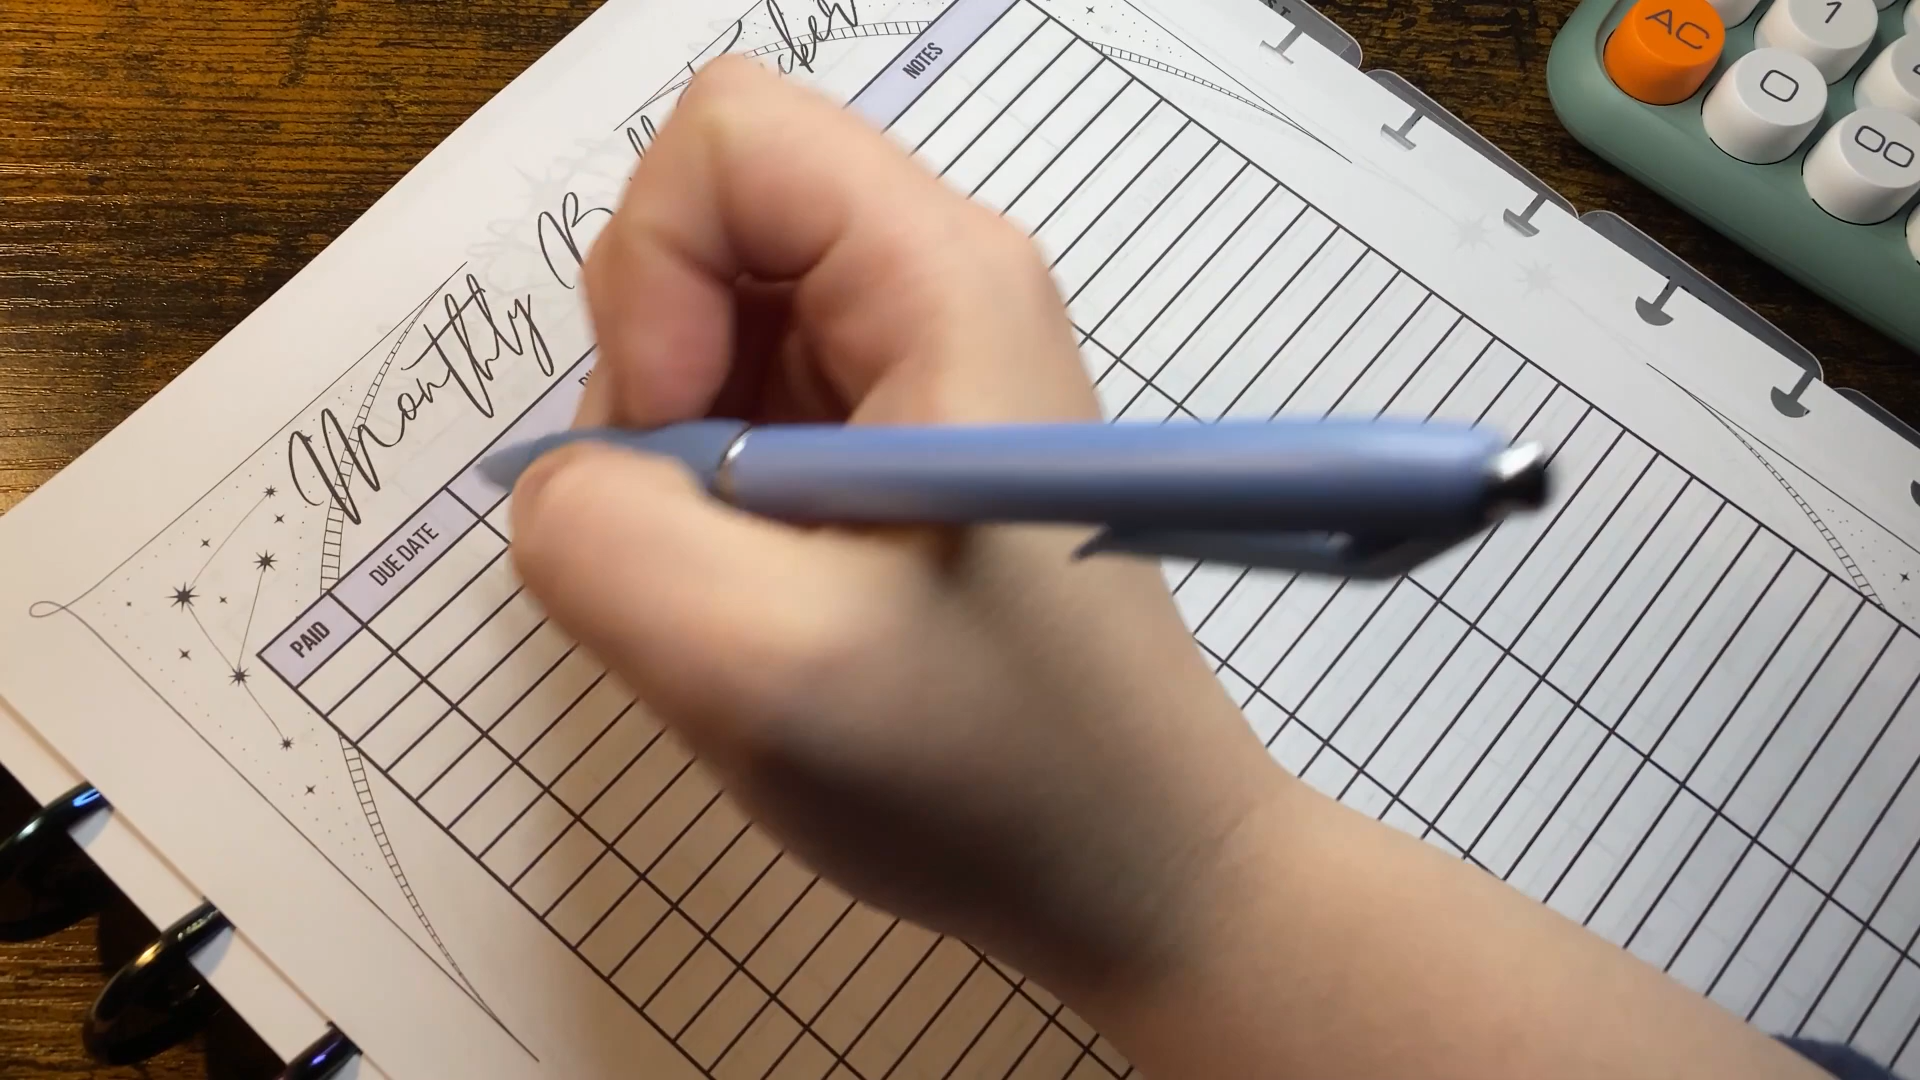 Monthly
PAID
DUE DATE
NOTES
AC
1
0
00